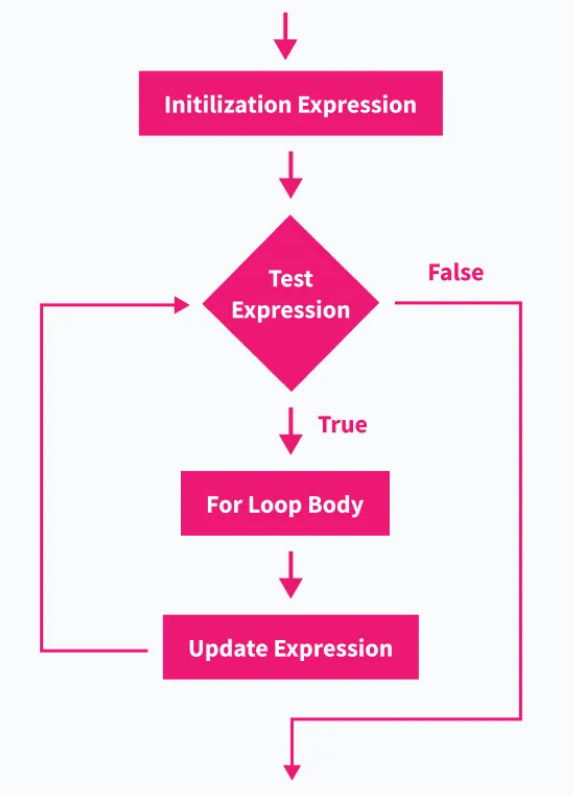 Initilization Expression
Test
Expression
False
True
For Loop Body
Update Expression